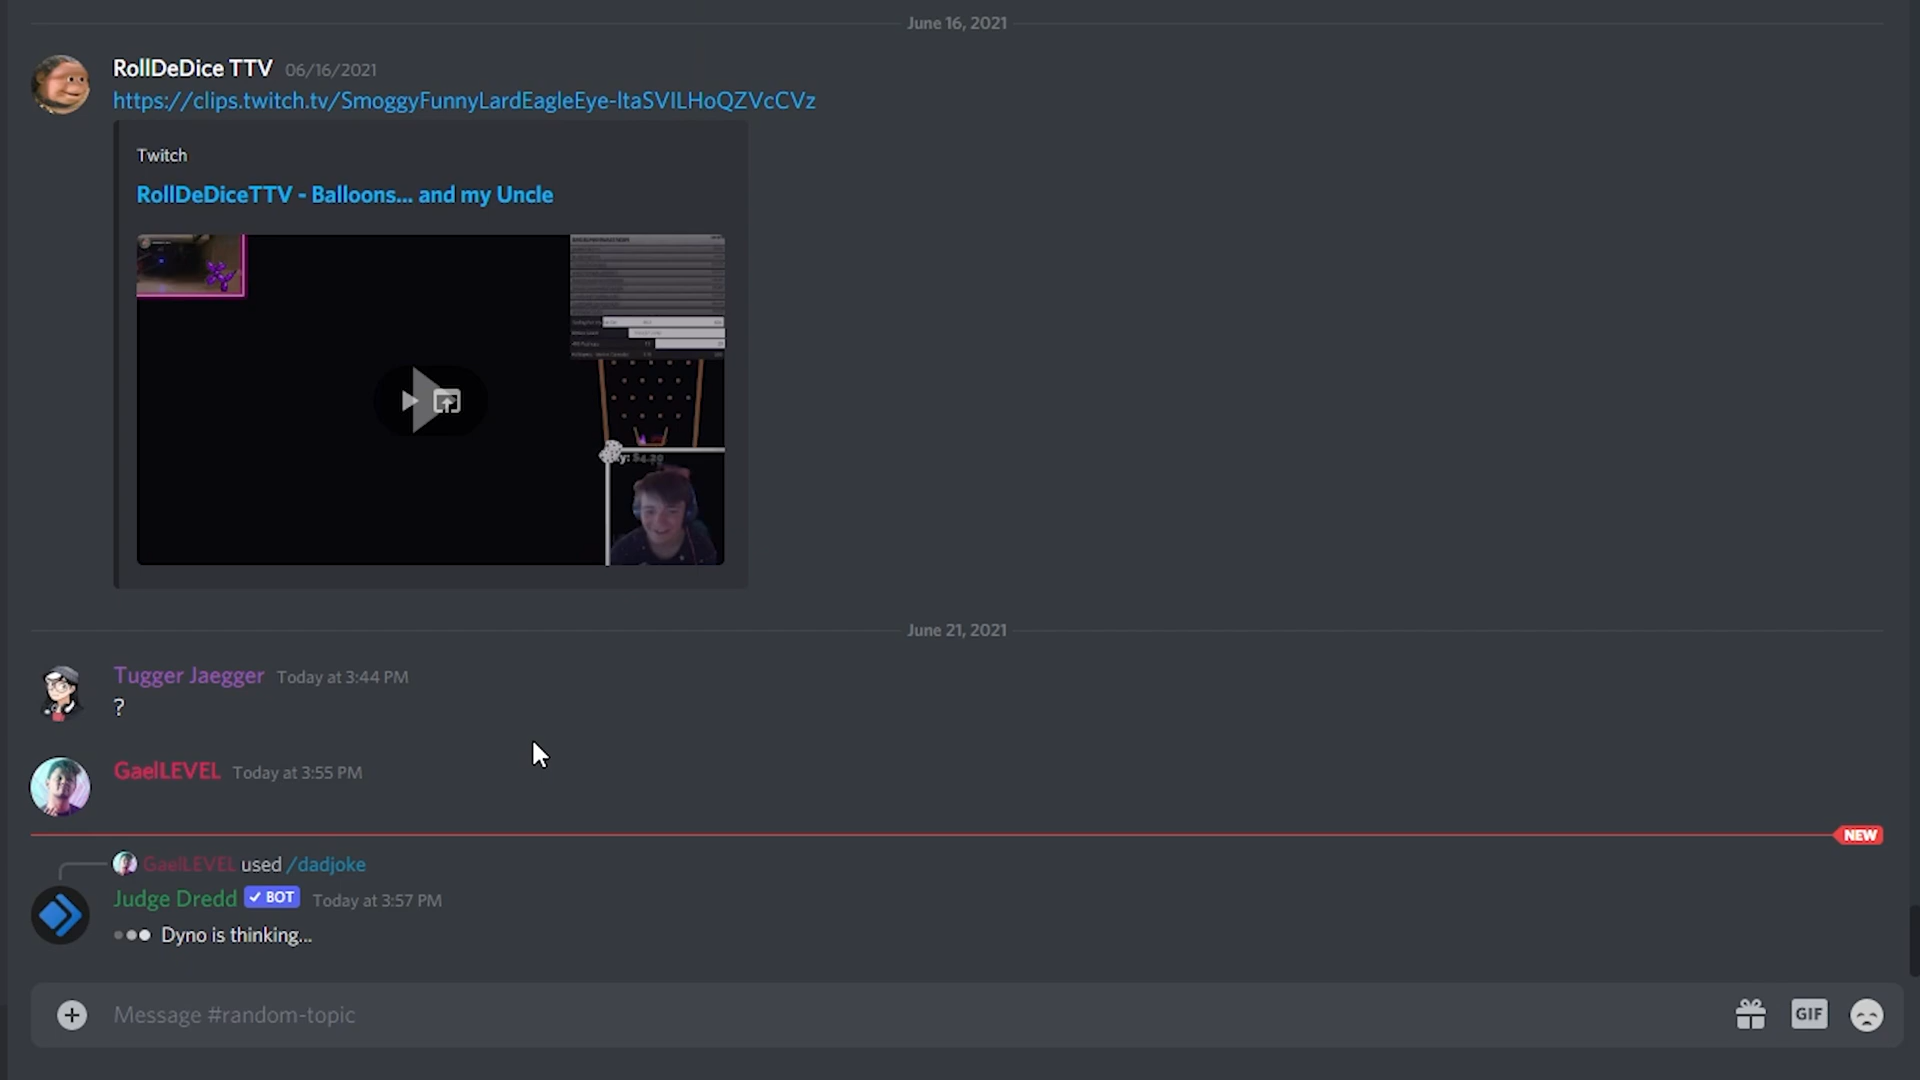 June 16, 2021
RollDeDice TTV 06/16/2021
https://clips.twitch.tv/SmoggyFunnyLardEagleEye-ltaSVILHoQZVcCVz
Twitch
RollDeDiceTTV - Balloons... and my Uncle
June 21, 2021
Tugger Jaegger Today at 3:44 PM
?
GaelLEVEL Today at 3:55 PM
NEW
GaelLEVEL used /dadjoke
Judge Dredd BOT Today at 3:57 PM
Dyno is thinking...
Message #random-topic
GIF